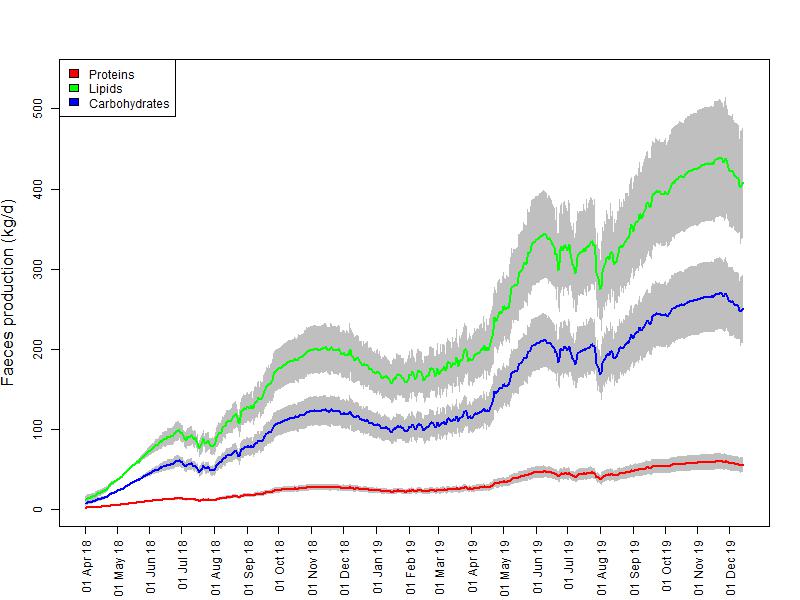 Proteins
Lipids
Carbohydrates
Faeces production (kg/d)
500
400
300
200
100
0
01 Apr 18
01 May 18
01 Jun 18
01 Jul 18
01 Aug 18
01 Sep 18
01 Oct 18
01 Nov 18
01 Dec 18
01 Jan 19
01 Feb 19
01 Mar 19
01 Apr 19
01 May 19
01 Jun 19
01 Jul 19
01 Aug 19
01 Sep 19
01 Oct 19
01 Nov 19
01 Dec 19